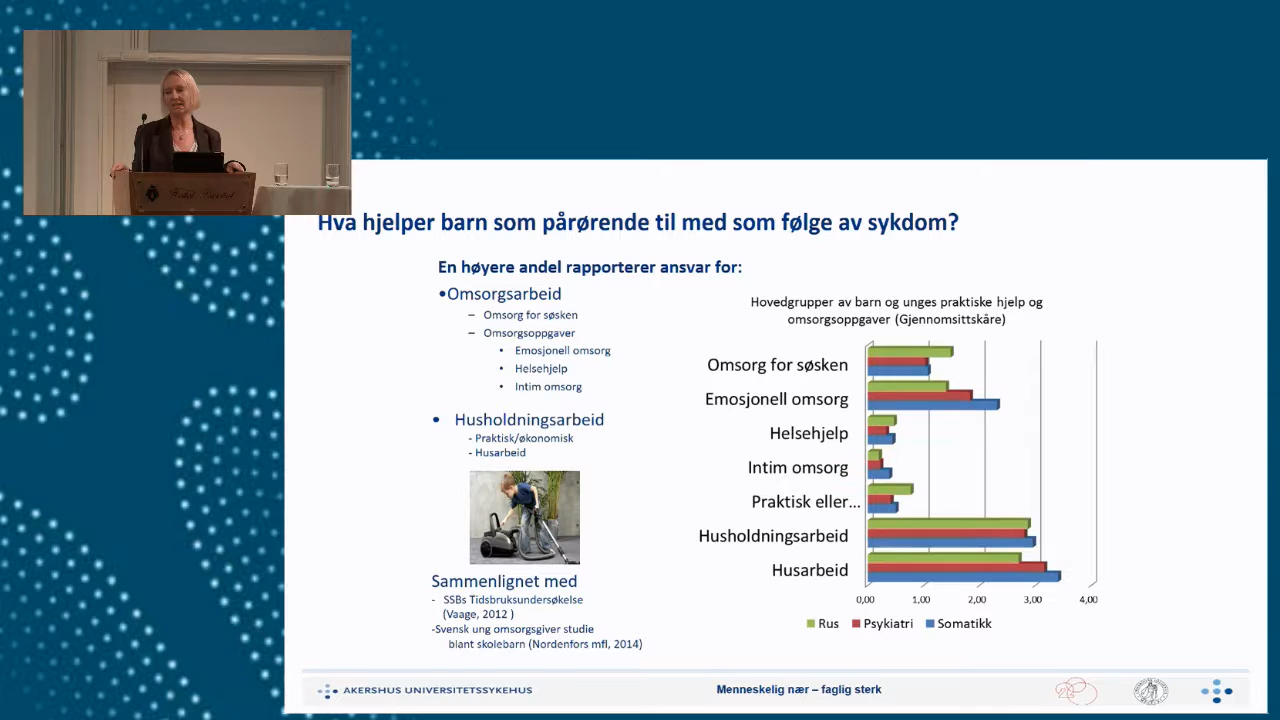 Hva hjelper barn som pårørende til med som følge av sykdom?
En høyere andel rapporterer ansvar for:
•Omsorgsarbeid
– Omsorg for søsken
– Omsorgsoppgaver
• Emosjonell omsorg
• Helsehjelp
• Intim omsorg
• Husholdningsarbeid
- Praktisk/økonomisk
- Husarbeid
Sammenlignet med
- SSBs Tidsbruksundersøkelse
(Vaage, 2012 )
-Svensk ung omsorgsgiver studie
blant skolebarn (Nordenfors mfl, 2014)
Hovedgrupper av barn og unges praktiske hjelp og
omsorgsoppgaver (Gjennomsittskåre)
Omsorg for søsken
Emosjonell omsorg
Helsehjelp
Intim omsorg
Praktisk eller...
Husholdningsarbeid
Husarbeid
0,00 1,00 2,00 3,00 4,00
Rus Psykiatri Somatikk
AKERSHUS UNIVERSITETSSYKEHUS
Menneskelig nær – faglig sterk